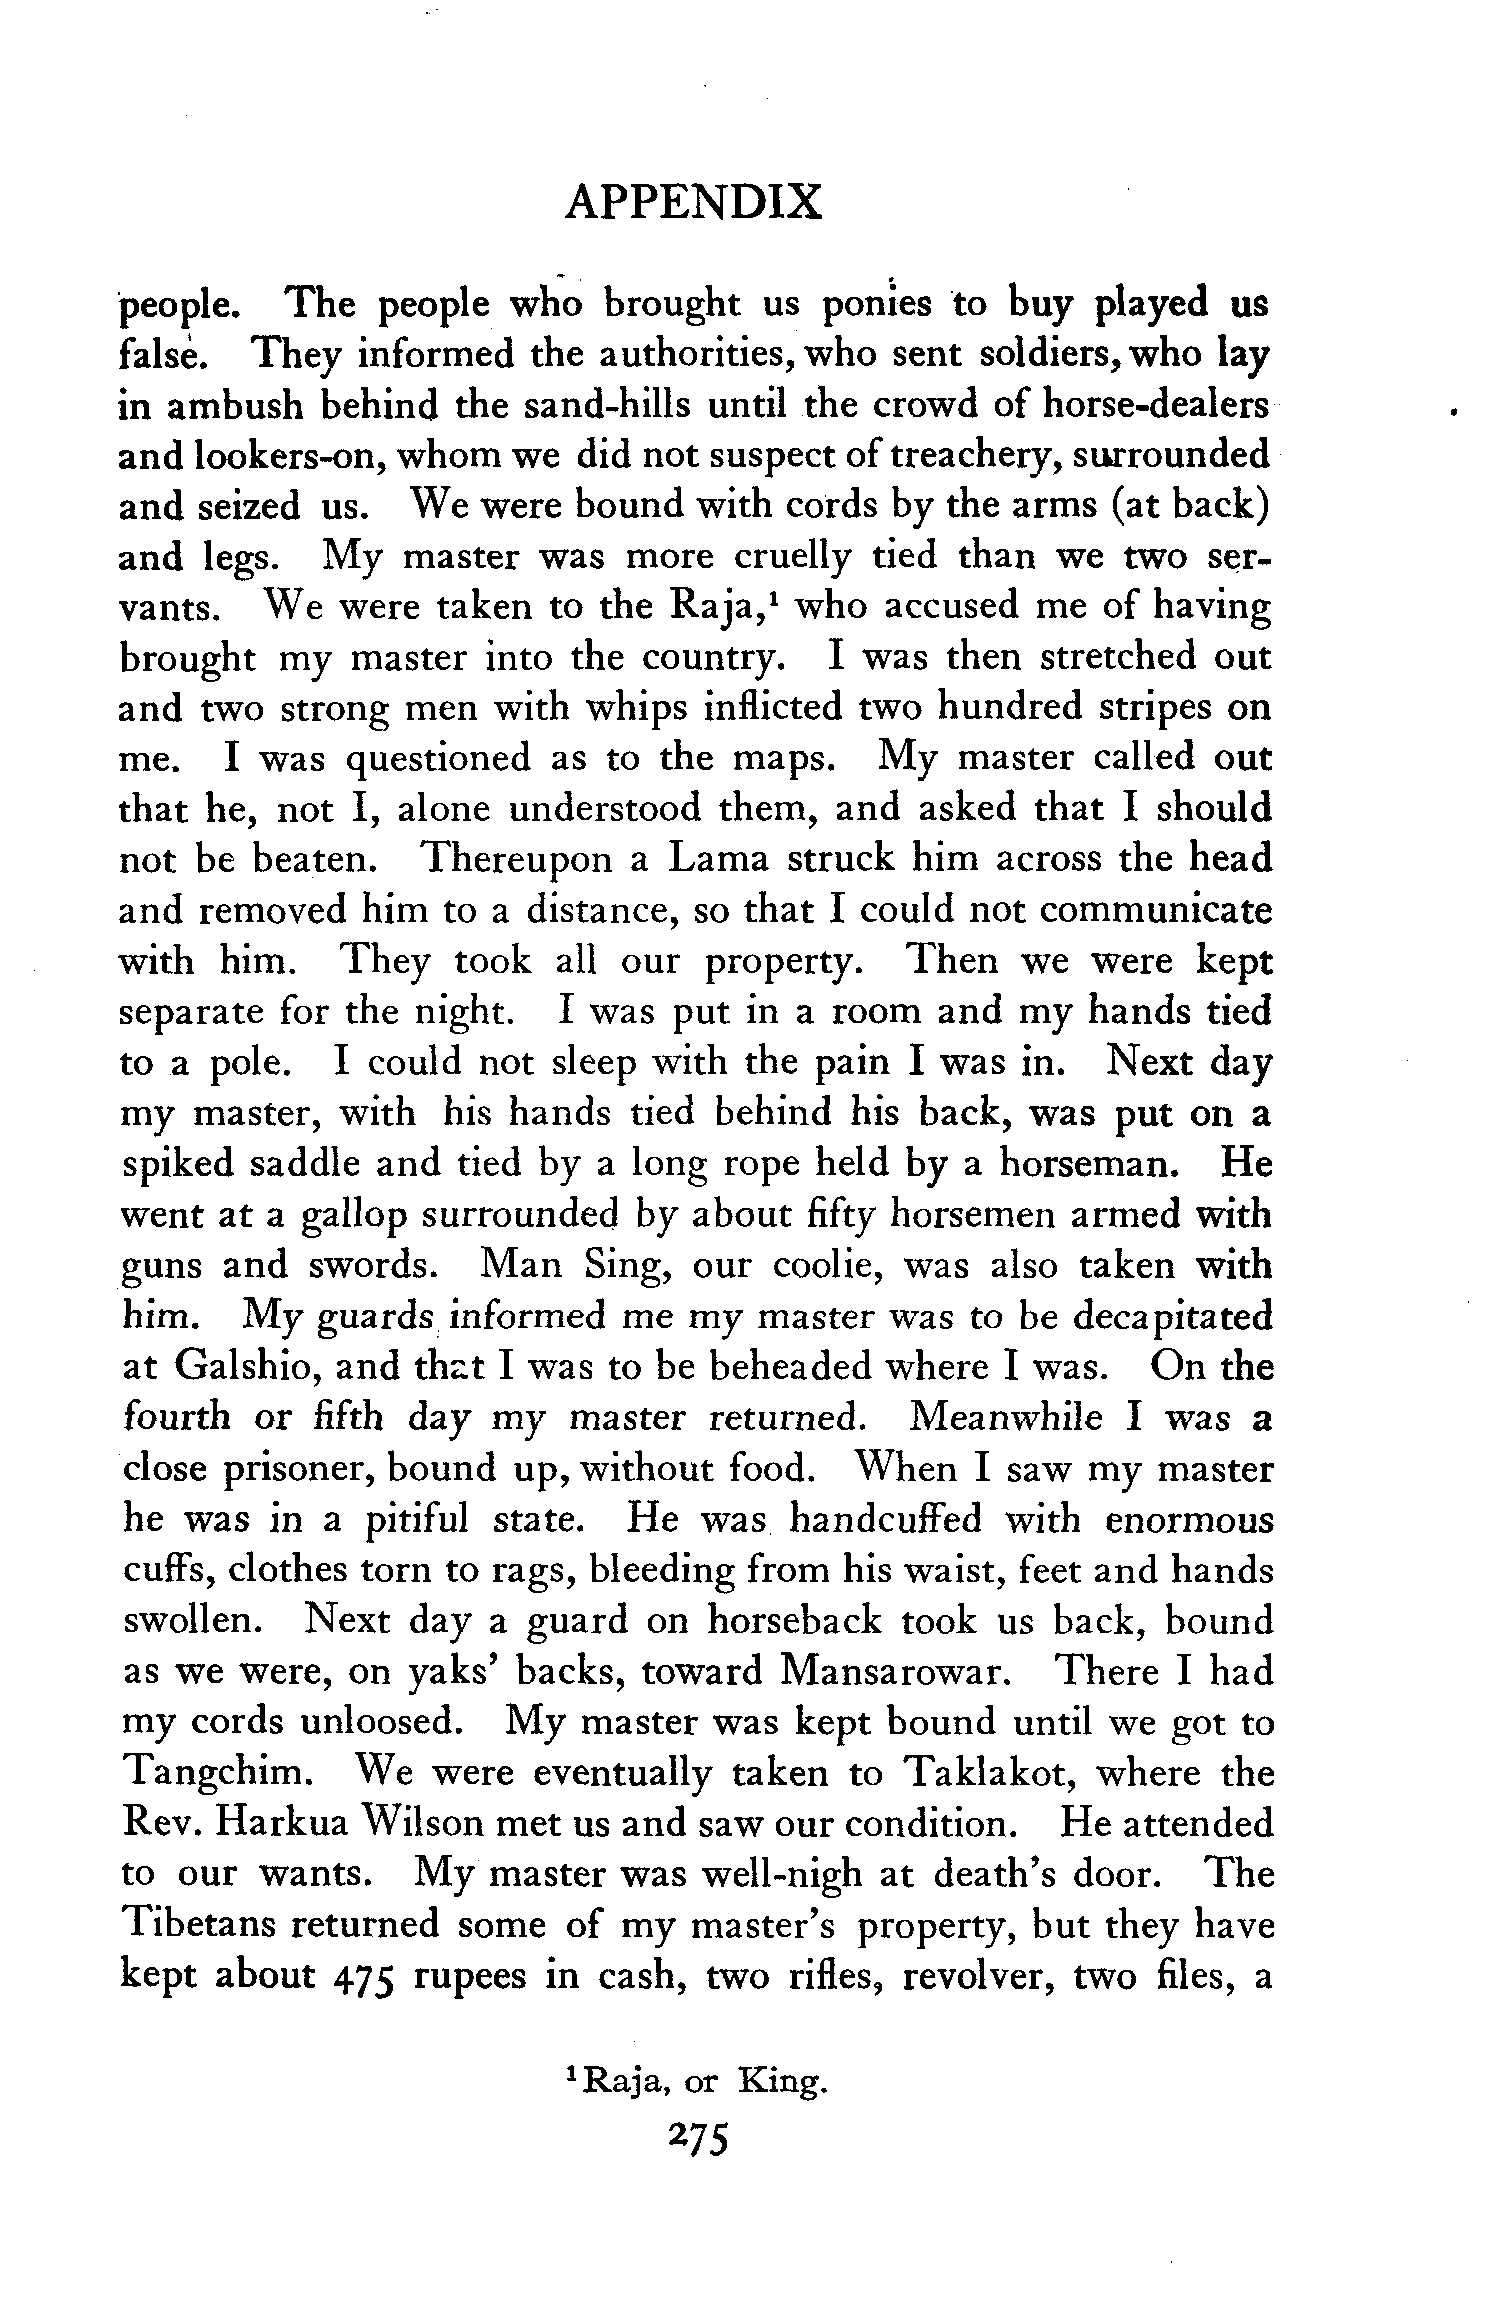 APPENDIX
people. The people who brought us ponies to buy played us
false. They informed the authorities, who sent soldiers, who lay
in ambush behind the sand-hills until the crowd of horse-dealers
and lookers-on, whom we did not suspect of treachery, surrounded
and seized us. We were bound with cords by the arms (at back)
and legs. My master was more cruelly tied than we two ser-
vants. We were taken to the Raja,¹ who accused me of having
brought my master into the country. I was then stretched out
and two strong men with whips inflicted two hundred stripes on
me. I was questioned as to the maps. My master called out
that he, not I, alone understood them, and asked that I should
not be beaten. Thereupon a Lama struck him across the head
and removed him to a distance, so that I could not communicate
with him. They took all our property. Then we were kept
separate for the night. I was put in a room and my hands tied
to a pole. I could not sleep with the pain I was in. Next day
my master, with his hands tied behind his back, was put on a
spiked saddle and tied by a long rope held by a horseman. He
went at a gallop surrounded by about fifty horsemen armed with
guns and swords. Man Sing, our coolie, was also taken with
him. My guards informed me my master was to be decapitated
at Galshio, and that I was to be beheaded where I was. On the
fourth or fifth day my master returned. Meanwhile I was a
close prisoner, bound up, without food. When I saw my master
he was in a pitiful state. He was handcuffed with enormous
cuffs, clothes torn to rags, bleeding from his waist, feet and hands
swollen. Next day a guard on horseback took us back, bound
as we were, on yaks' backs, toward Mansarowar. There I had
my cords unloosed. My master was kept bound until we got to
Tangchim. We were eventually taken to Taklakot, where the
Rev. Harkua Wilson met us and saw our condition. He attended
to our wants. My master was well-nigh at death's door. The
Tibetans returned some of my master's property, but they have
kept about 475 rupees in cash, two rifles, revolver, two files, a
¹ Raja, or King.
275